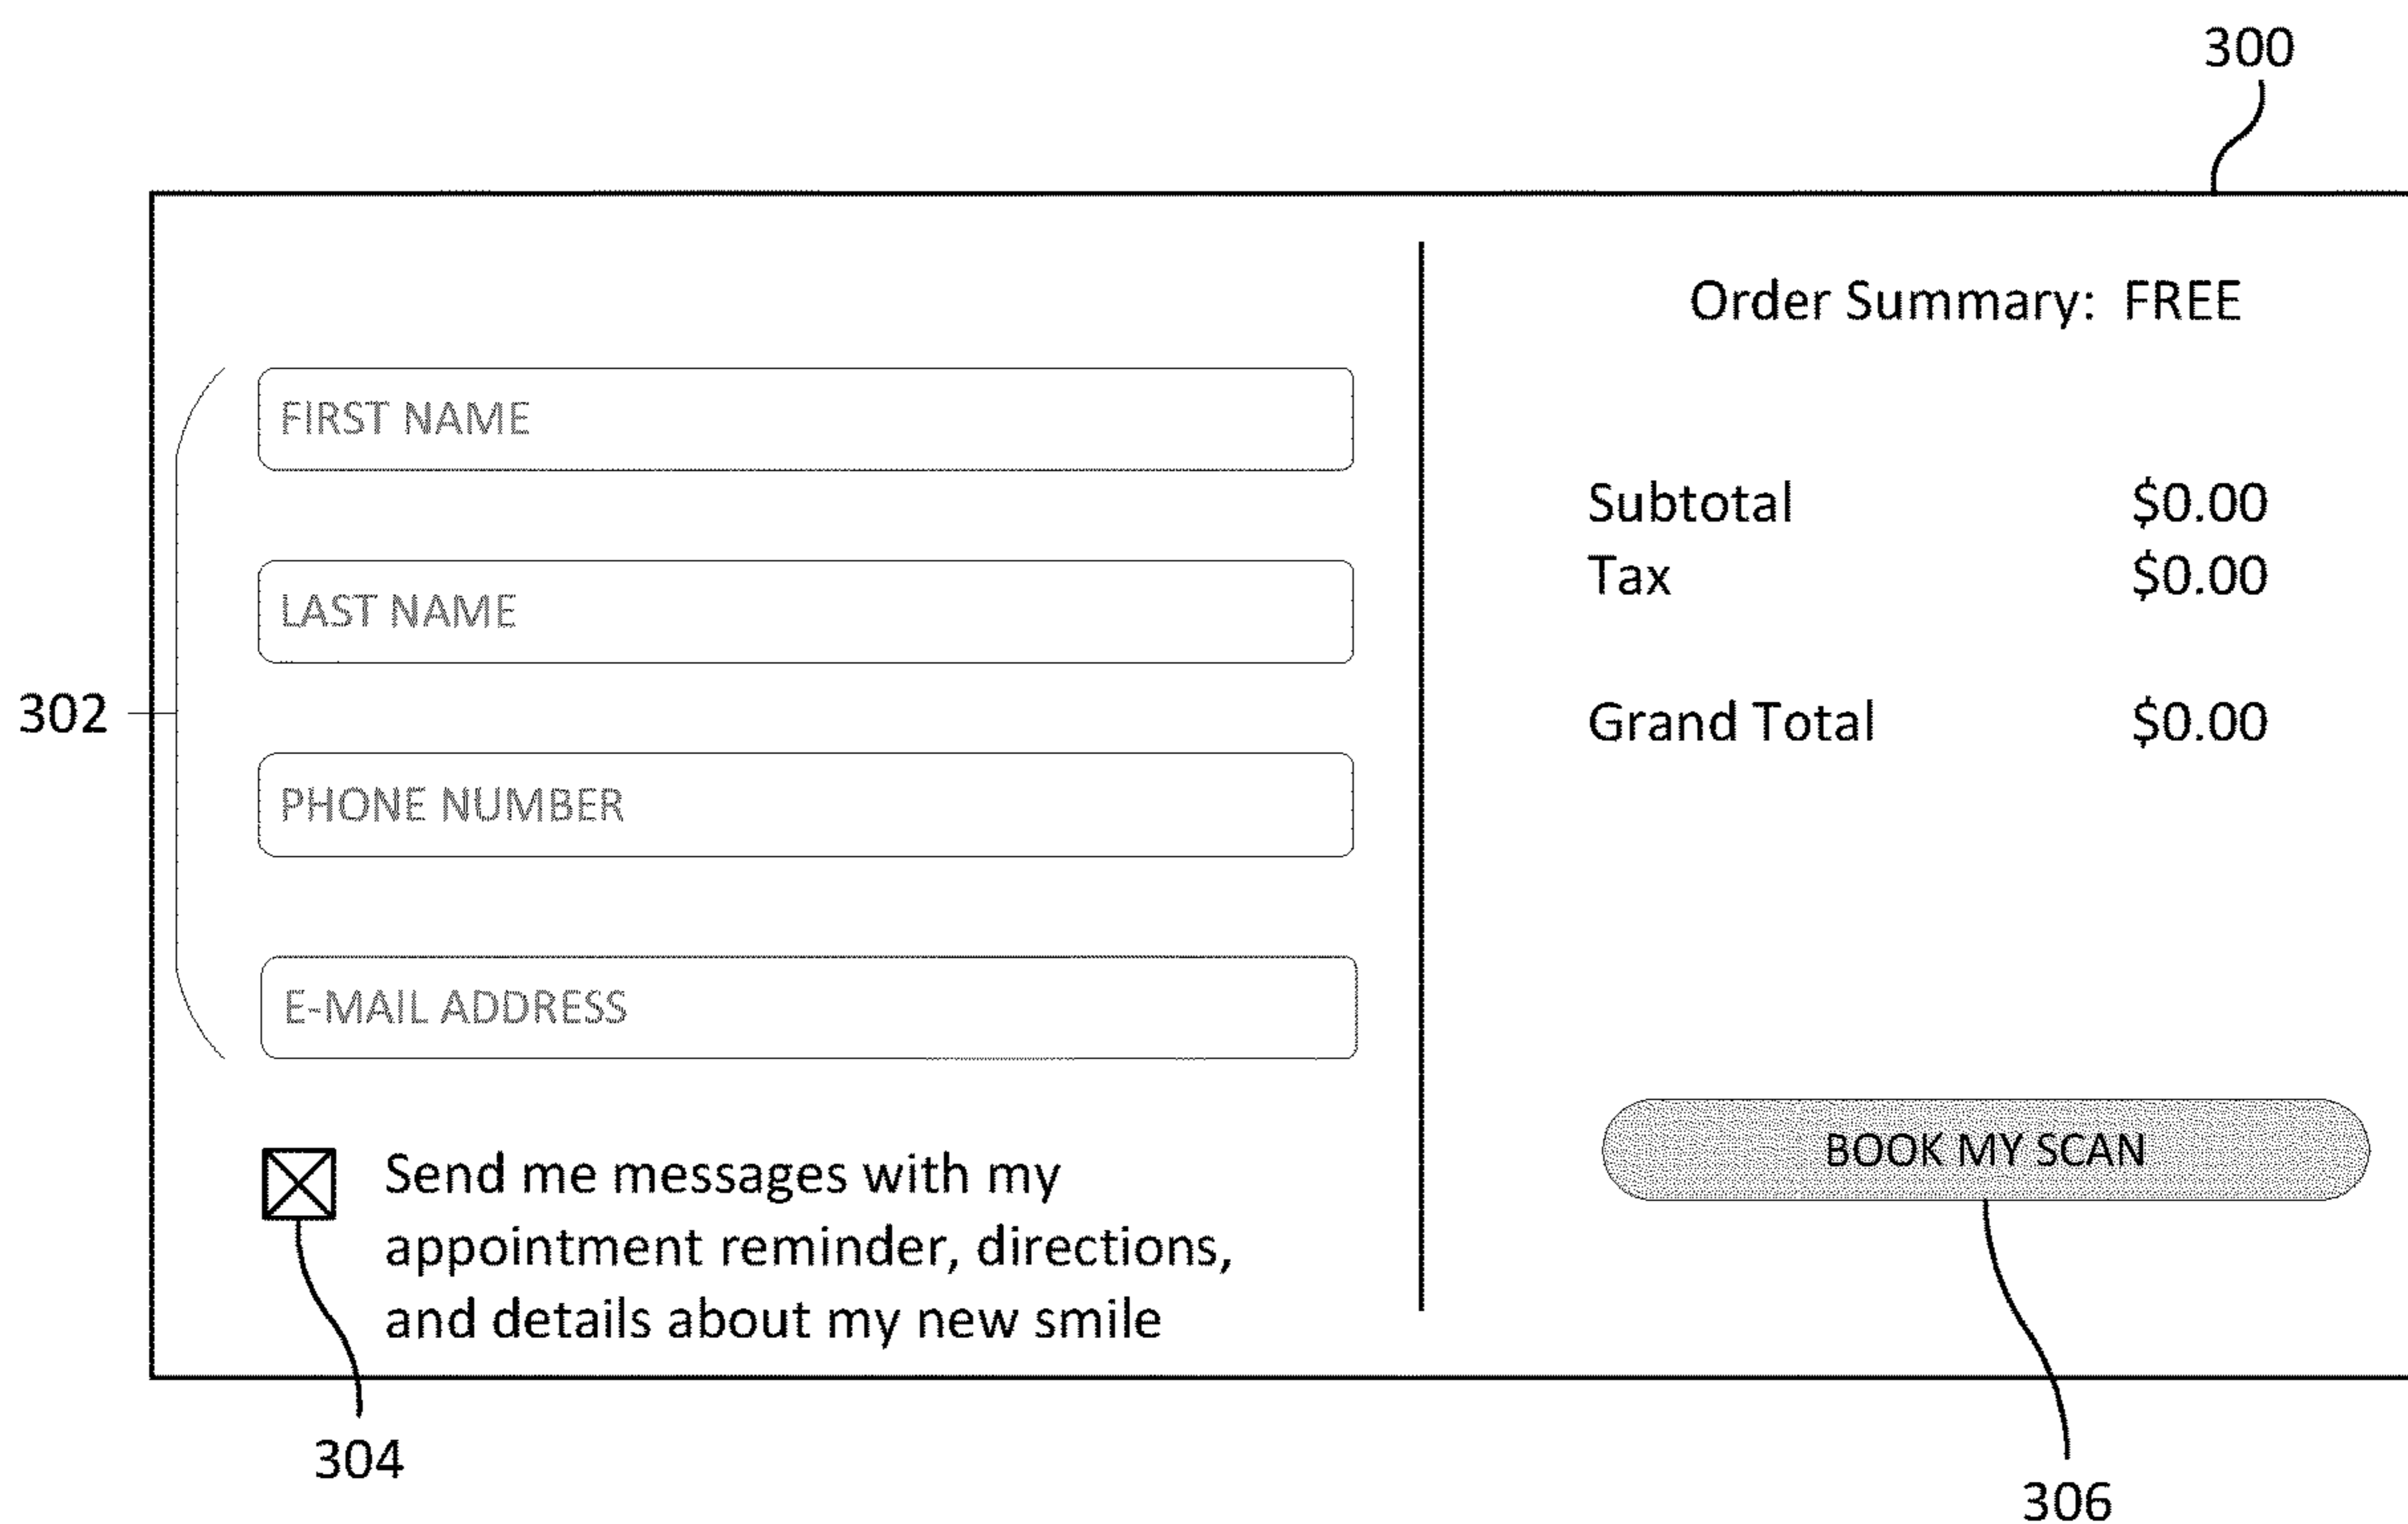 300
Order Summary: FREE
FIRST NAME
LAST NAME
PHONE NUMBER
E-MAIL ADDRESS
302
Subtotal $0.00
Tax $0.00
Grand Total $0.00
Send me messages with my
appointment reminder, directions,
and details about my new smile
BOOK MY SCAN
304
306